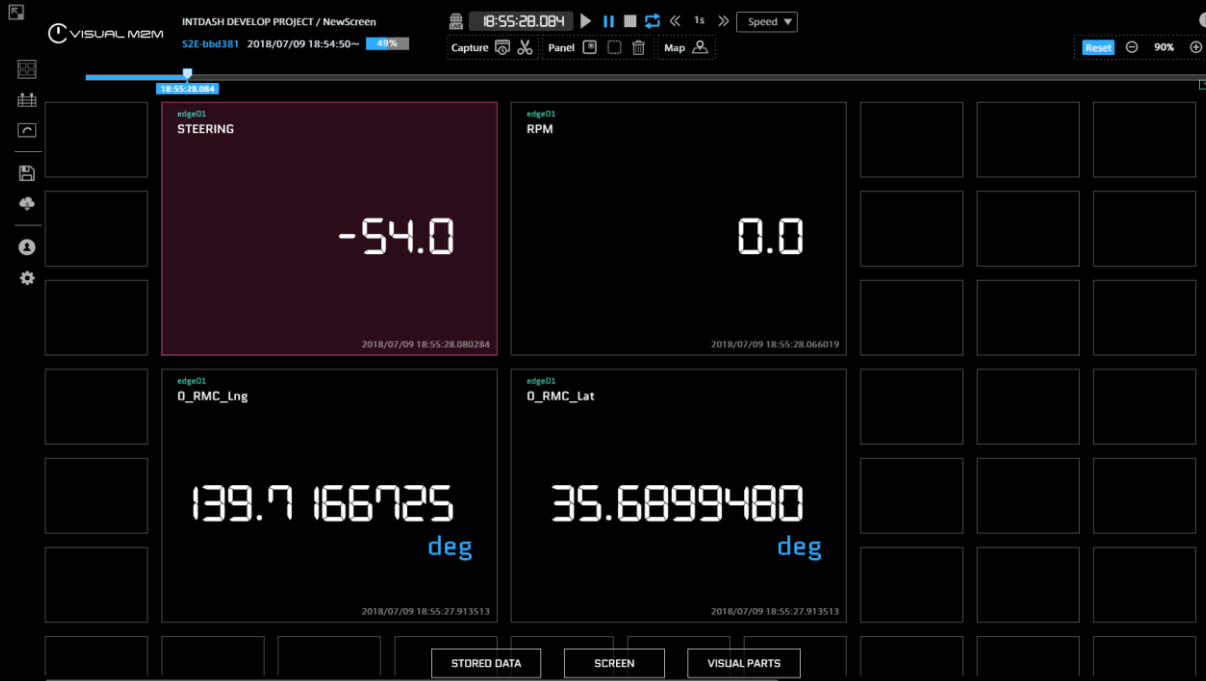 VISUAL M2M
INTDASH DEVELOP PROJECT / NewScreen
S2E-bbd381 2018/07/09 18:54:50~ 49%
LIVE 18:55:28.084 1s Speed
Capture Panel Map
Reset 90%
18:55:28.084
edge01
STEERING
-54.0
2018/07/09 18:55:28.080284
edge01
RPM
0.0
2018/07/09 18:55:28.066019
edge01
0_RMC_Lng
139.7166725
deg
2018/07/09 18:55:27.913513
edge01
0_RMC_Lat
35.6899480
deg
2018/07/09 18:55:27.913513
STORED DATA
SCREEN
VISUAL PARTS